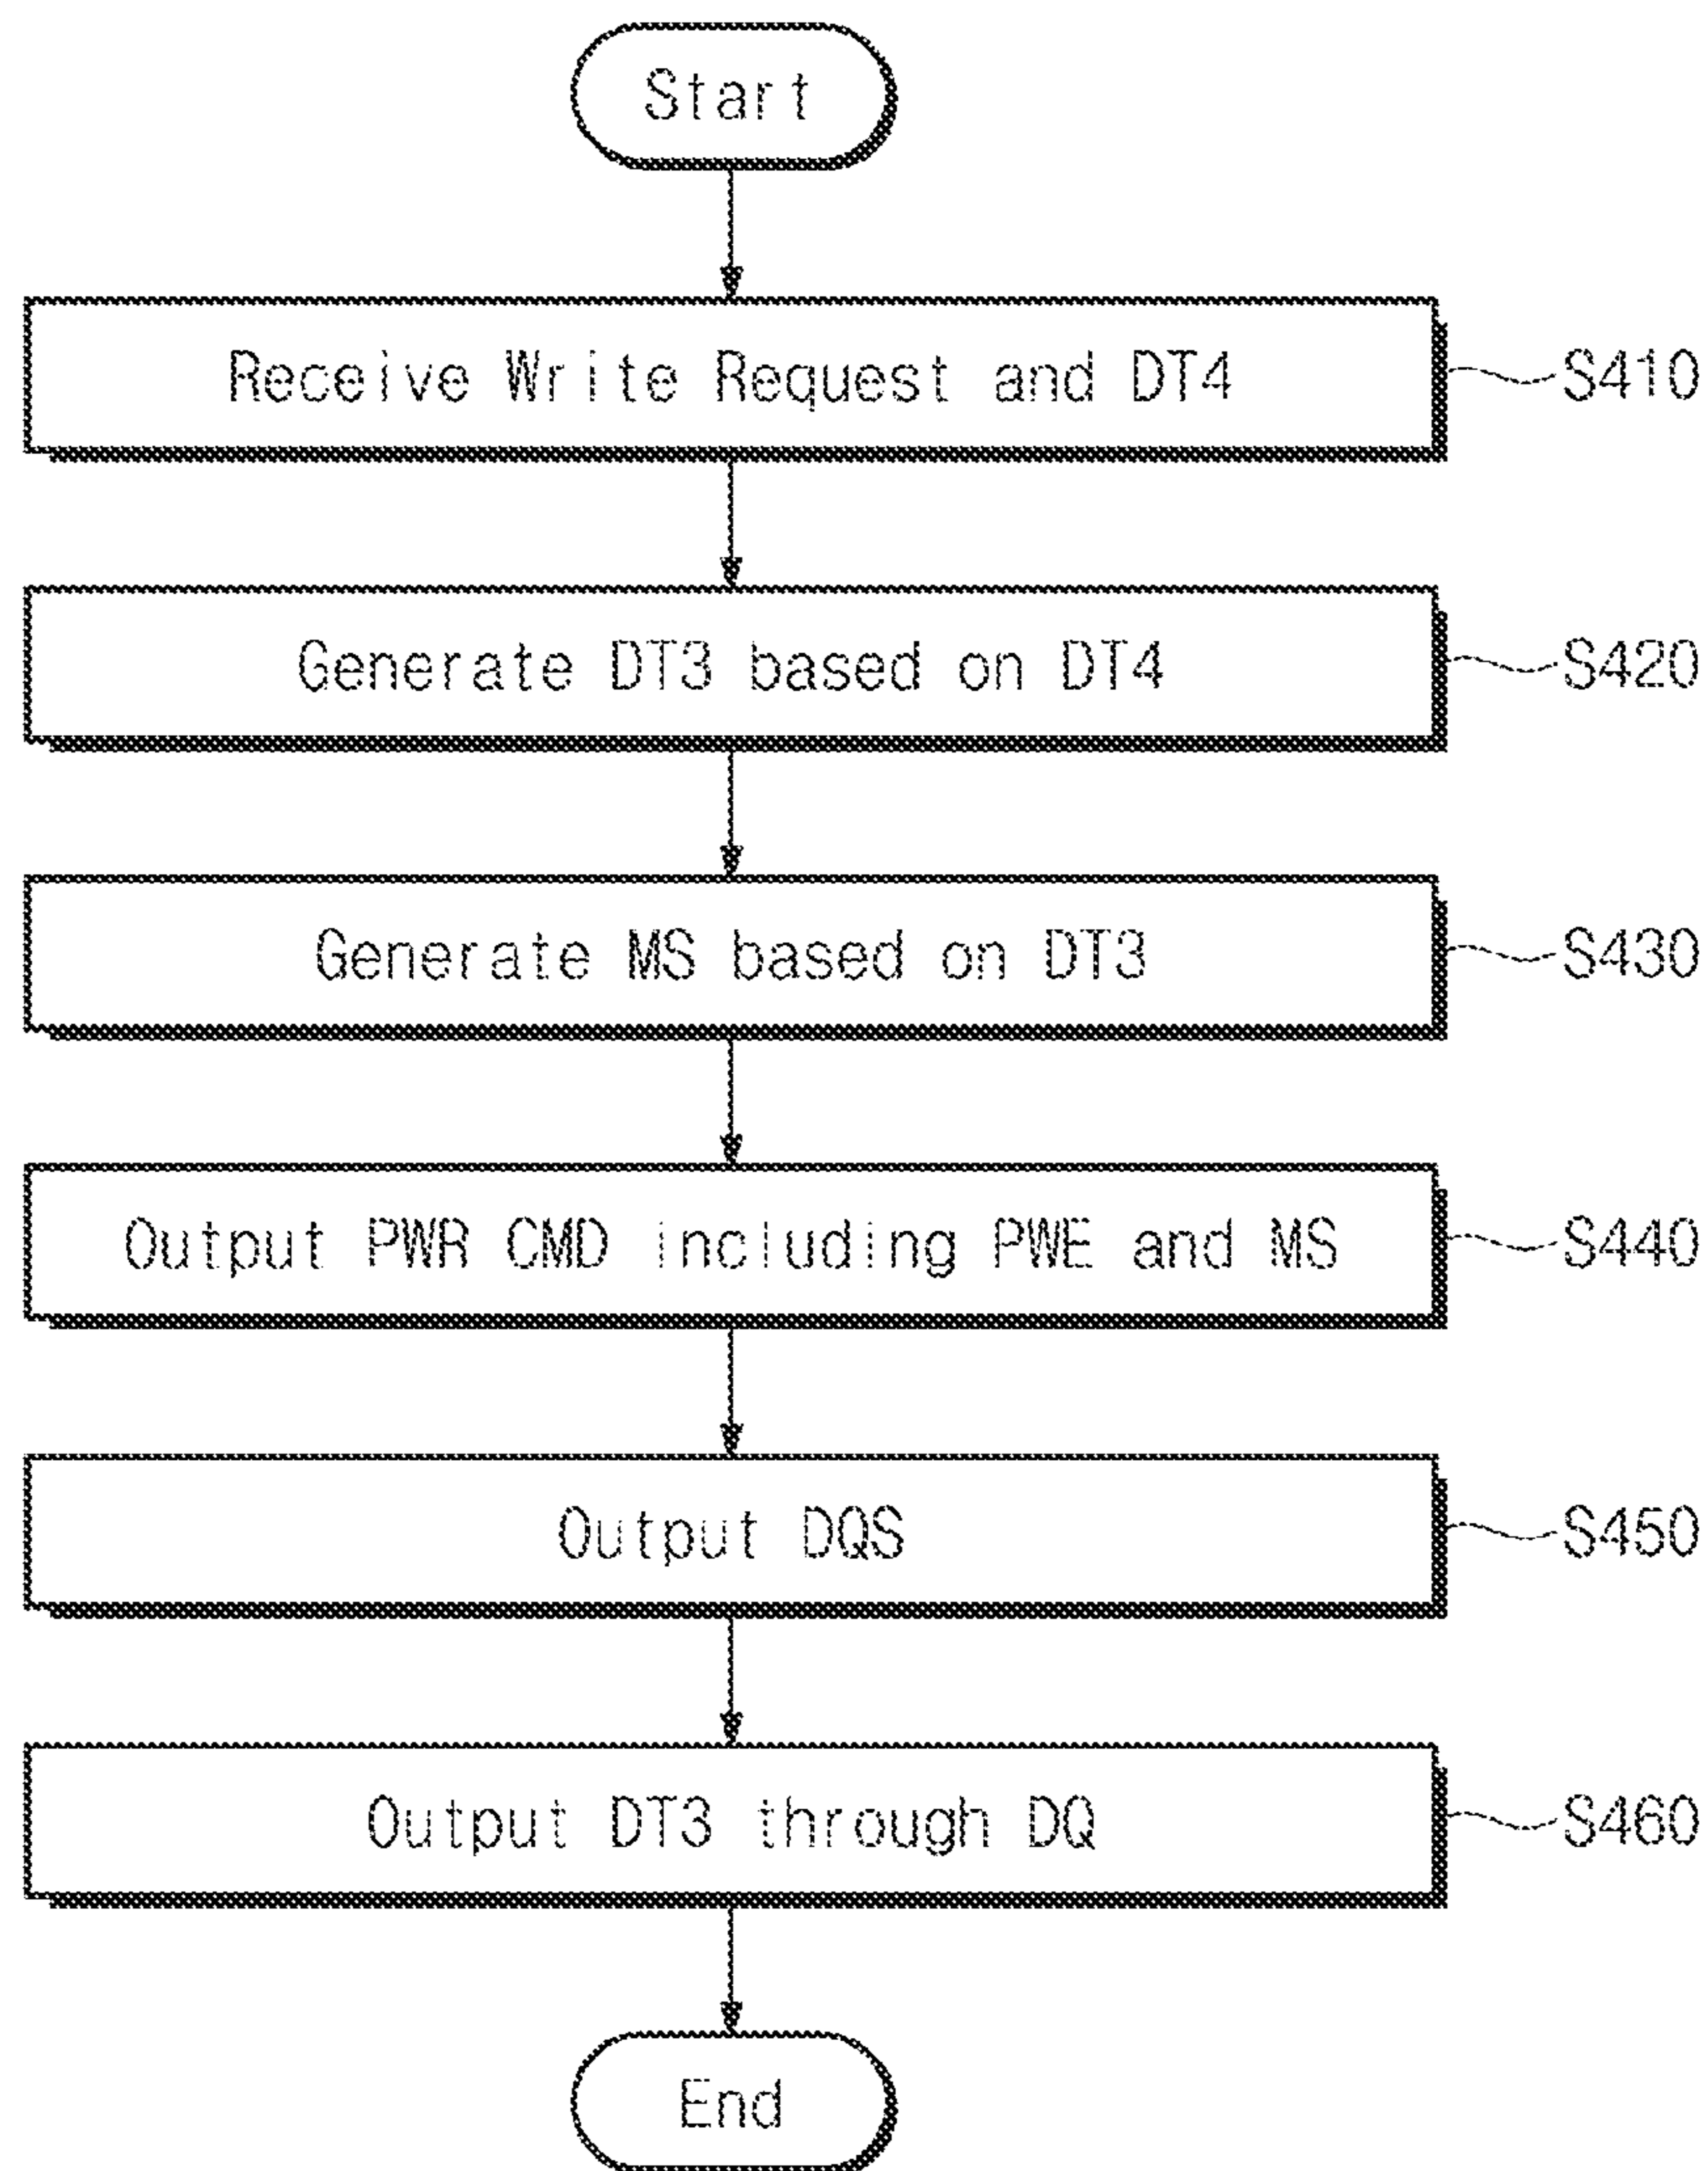 Start
Receive Write Request and DT4
S410
Generate DT3 based on DT4
S420
Generate MS based on DT3
S430
Output PWR CMD including PWE and MS
S440
Output DQS
S450
Output DT3 through DQ
S460
End